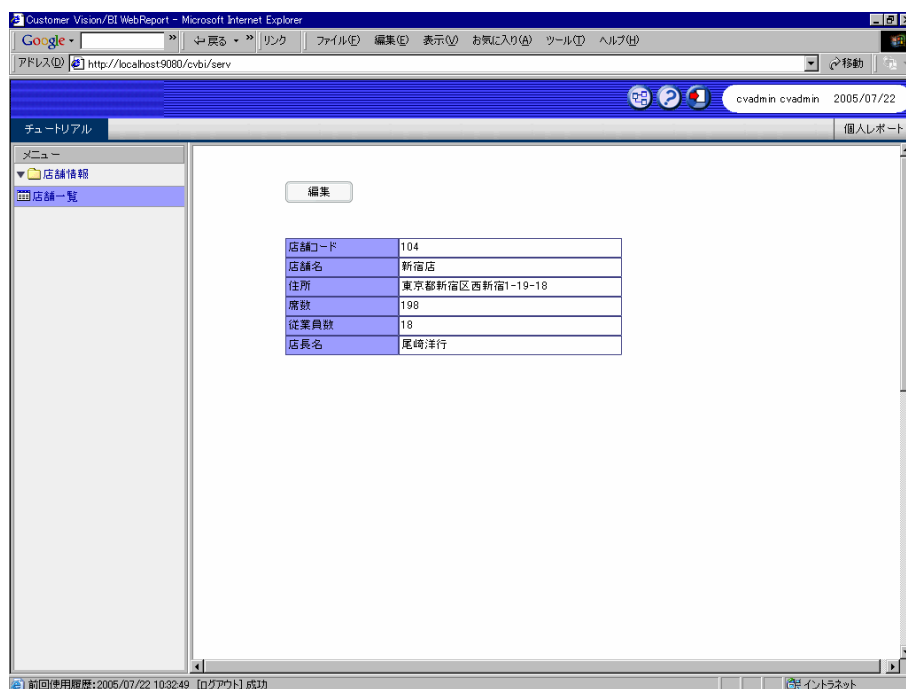 Customer Vision/BI WebReport - Microsoft Internet Explorer
Google
戻る リンク ファイル(F) 編集(E) 表示(V) お気に入り(A) ツール(T) ヘルプ(H)
アドレス(D) http://localhost:9080/cvbi/serv 移動
cvadmin cvadmin 2005/07/22
チュートリアル 個人レポート
メニュー
店舗情報
店舗一覧
編集
店舗コード 104
店舗名 新宿店
住所 東京都新宿区西新宿1-19-18
席数 198
従業員数 18
店長名 尾崎洋行
前回使用履歴:2005/07/22 10:32:49 [ログアウト] 成功 イントラネット